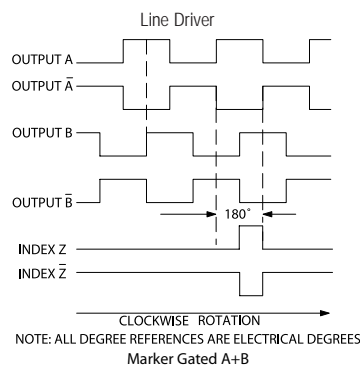 Line Driver
OUTPUT A
OUTPUT A̅
OUTPUT B
OUTPUT B̅
180°
INDEX Z
INDEX Z̅
CLOCKWISE ROTATION
NOTE: ALL DEGREE REFERENCES ARE ELECTRICAL DEGREES
Marker Gated A+B